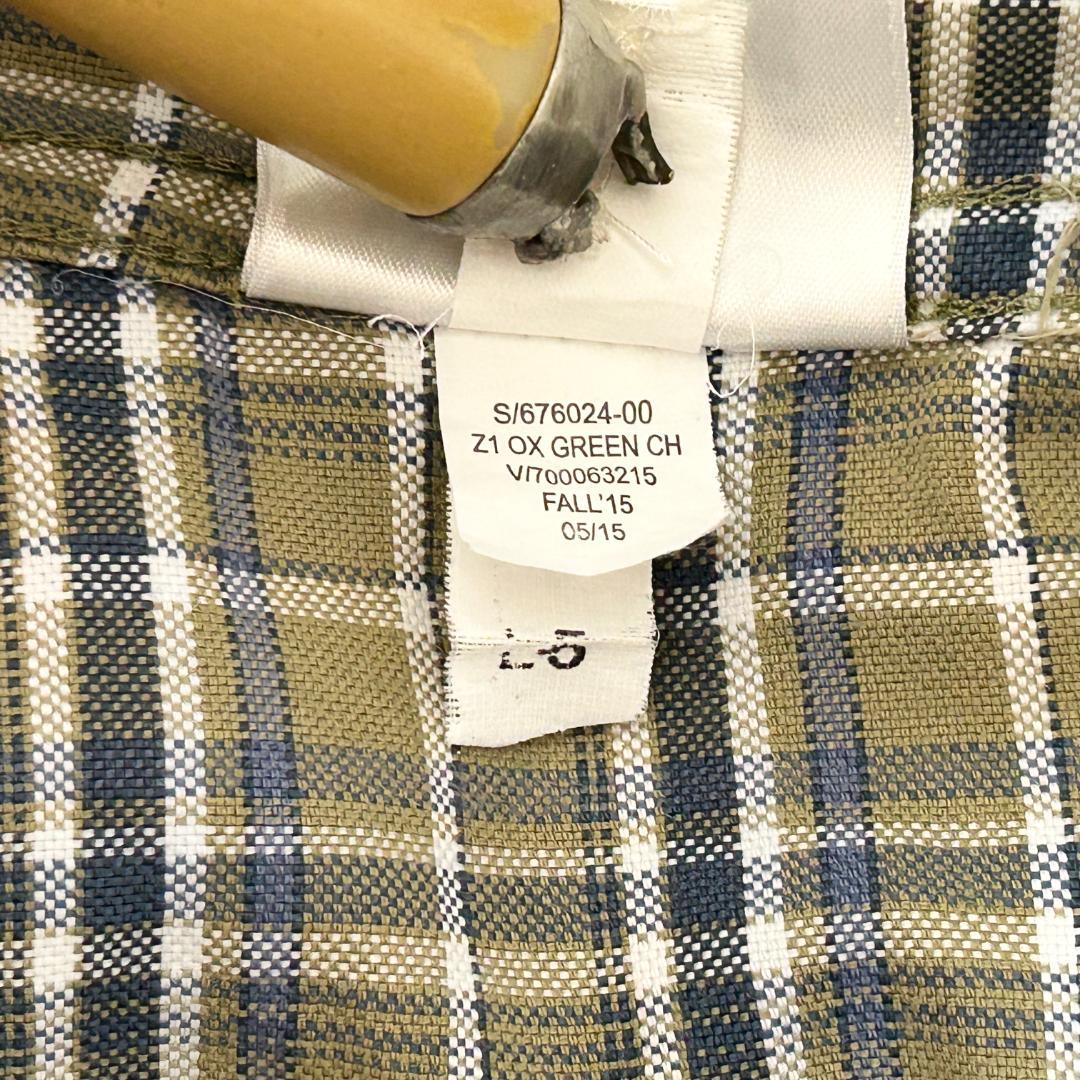 S/676024-00
Z1 OX GREEN CH
V/700063215
FALL'15
05/15